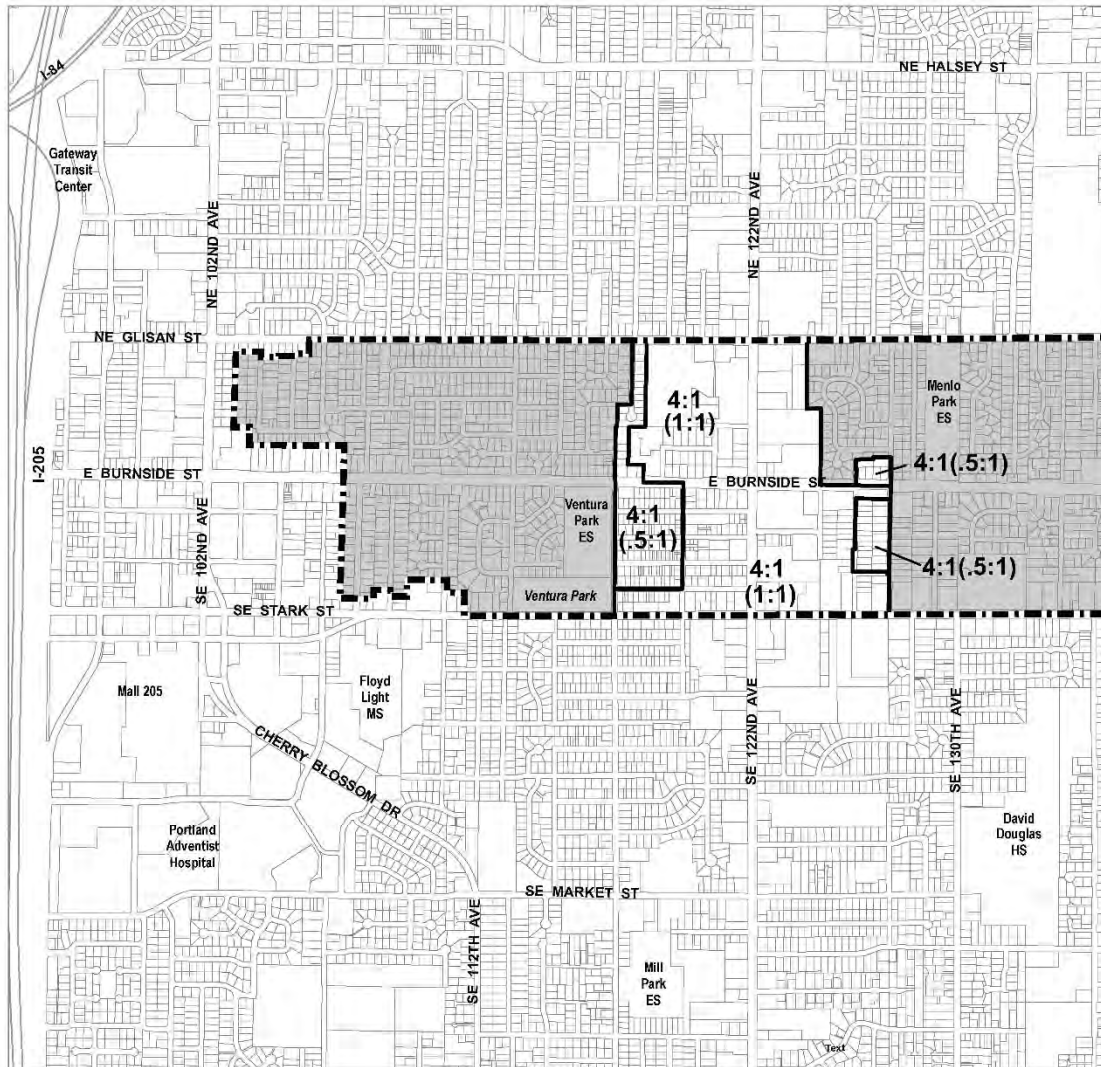 I-84
NE HALSEY ST
Gateway
Transit
Center
NE 102ND AVE
NE 122ND AVE
NE GLISAN ST
Menlo
Park
ES
4:1
(1:1)
I-205
E BURNSIDE ST
E BURNSIDE S
4:1(.5:1)
Ventura
Park
ES
4:1
(.5:1)
SE 102ND AVE
4:1
(1:1)
4:1(.5:1)
Ventura Park
SE STARK ST
Mall 205
Floyd
Light
MS
SE 122ND AVE
SE 130TH AVE
CHERRY BLOSSOM DR
Portland
Adventist
Hospital
David
Douglas
HS
SE MARKET ST
SE 112TH AVE
Mill
Park
ES
Text